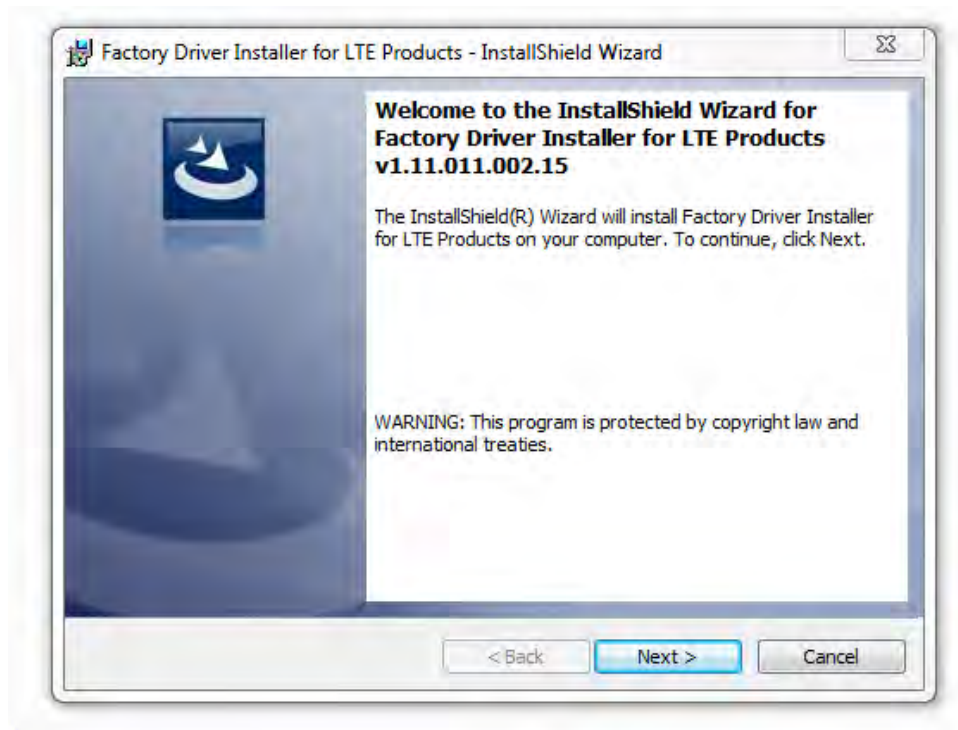 Factory Driver Installer for LTE Products - InstallShield Wizard
Welcome to the InstallShield Wizard for
Factory Driver Installer for LTE Products
v1.11.011.002.15
The InstallShield(R) Wizard will install Factory Driver Installer
for LTE Products on your computer. To continue, click Next.
WARNING: This program is protected by copyright law and
international treaties.
< Back Next > Cancel